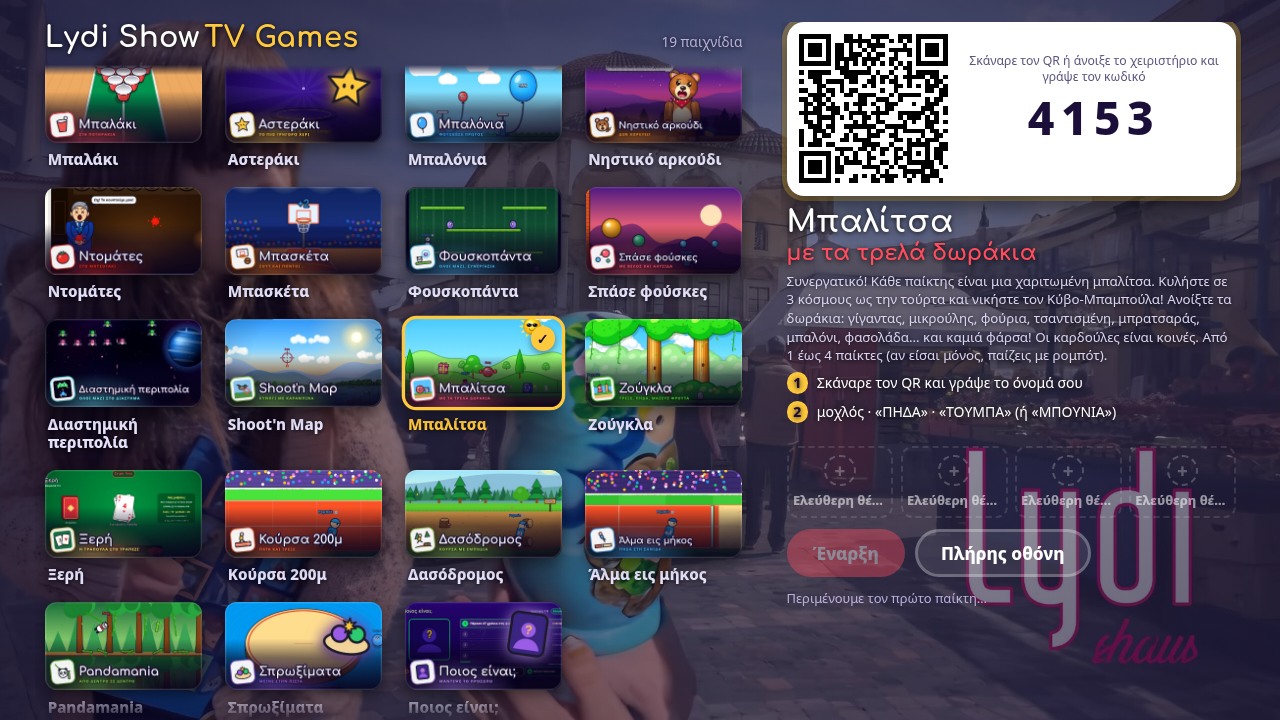 Lydi Show TV Games
19 παιχνίδια
Μπαλάκι
Αστεράκι
Μπαλόνια
Νηστικό αρκούδι
Μπαλάκι
Αστεράκι
Μπαλόνια
Νηστικό αρκούδι
Ντομάτες
Μπασκέτα
Φουσκοπάντα
Σπάσε φούσκες
Ντομάτες
Μπασκέτα
Φουσκοπάντα
Σπάσε φούσκες
Διαστημική περιπολία
Shoot'n Map
Μπαλίτσα
Ζούγκλα
Διαστημική
περιπολία
Shoot'n Map
Μπαλίτσα
Ζούγκλα
Ξερή
Κούρσα 200μ
Δασόδρομος
Άλμα εις μήκος
Ξερή
Κούρσα 200μ
Δασόδρομος
Άλμα εις μήκος
Pandamania
Σπρωξίματα
Ποιος είναι;
Pandamania
Σπρωξίματα
Ποιος είναι;
Σκάναρε τον QR ή άνοιξε το χειριστήριο και
γράψε τον κωδικό
4153
Μπαλίτσα
με τα τρελά δωράκια
Συνεργατικό! Κάθε παίκτης είναι μια χαριτωμένη μπαλίτσα. Κυλήστε σε
3 κόσμους ως την τούρτα και νικήστε τον Κύβο-Μπαμπούλα! Ανοίξτε τα
δωράκια: γίγαντας, μικρούλης, φούρια, τσαντισμένη, μπρατσαράς,
μπαλόνι, φασολάδα... και καμιά φάρσα! Οι καρδούλες είναι κοινές. Από
1 έως 4 παίκτες (αν είσαι μόνος, παίζεις με ρομπότ).
1 Σκάναρε τον QR και γράψε το όνομά σου
2 μοχλός · «ΠΗΔΑ» · «ΤΟΥΜΠΑ» (ή «ΜΠΟΥΝΙΑ»)
Ελεύθερη θέ...
Ελεύθερη θέ...
Ελεύθερη θέ...
Ελεύθερη θέ...
Έναρξη
Πλήρης οθόνη
Περιμένουμε τον πρώτο παίκτη...
Lydi
shows